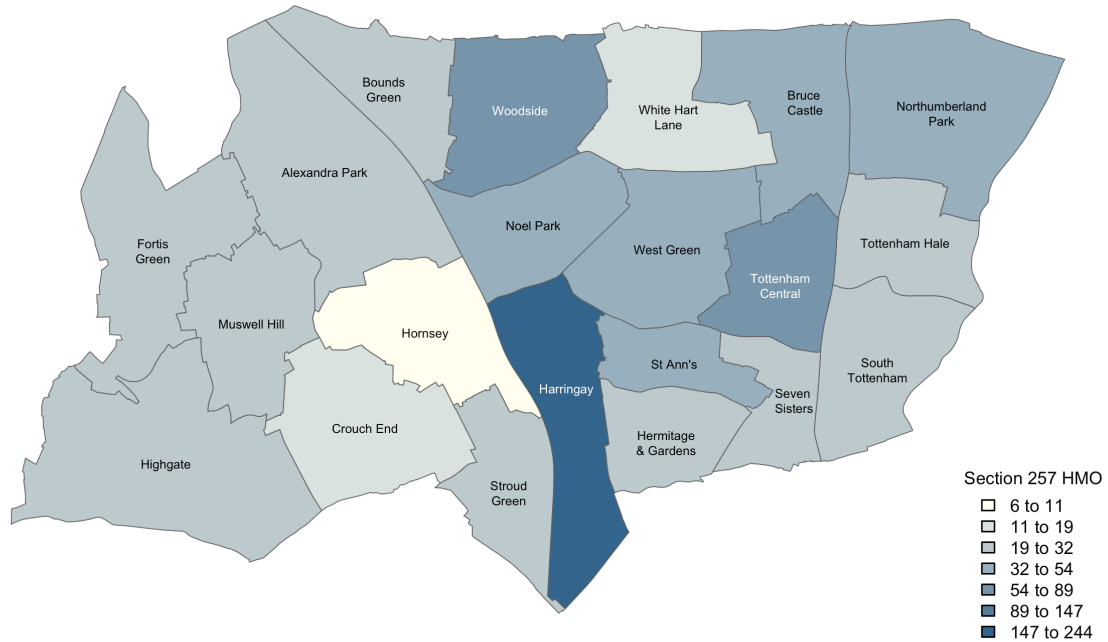 Bounds
Green
Woodside
White Hart
Lane
Bruce
Castle
Northumberland
Park
Alexandra Park
Noel Park
West Green
Tottenham Hale
Fortis
Green
Tottenham
Central
Muswell Hill
Hornsey
St Ann's
South
Tottenham
Harringay
Seven
Sisters
Crouch End
Hermitage
& Gardens
Highgate
Stroud
Green
Section 257 HMO
6 to 11
11 to 19
19 to 32
32 to 54
54 to 89
89 to 147
147 to 244